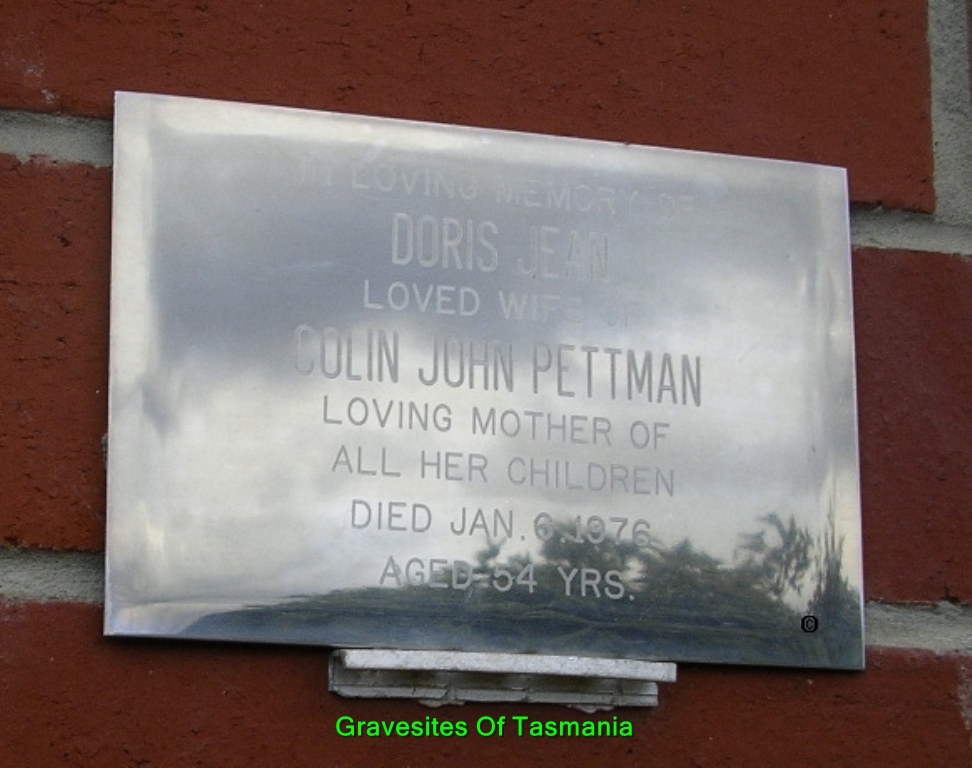 IN LOVING MEMORY OF
DORIS JEAN
LOVED WIFE OF
COLIN JOHN PETTMAN
LOVING MOTHER OF
ALL HER CHILDREN
DIED JAN. 6. 1976
AGED 54 YRS.
©
Gravesites Of Tasmania